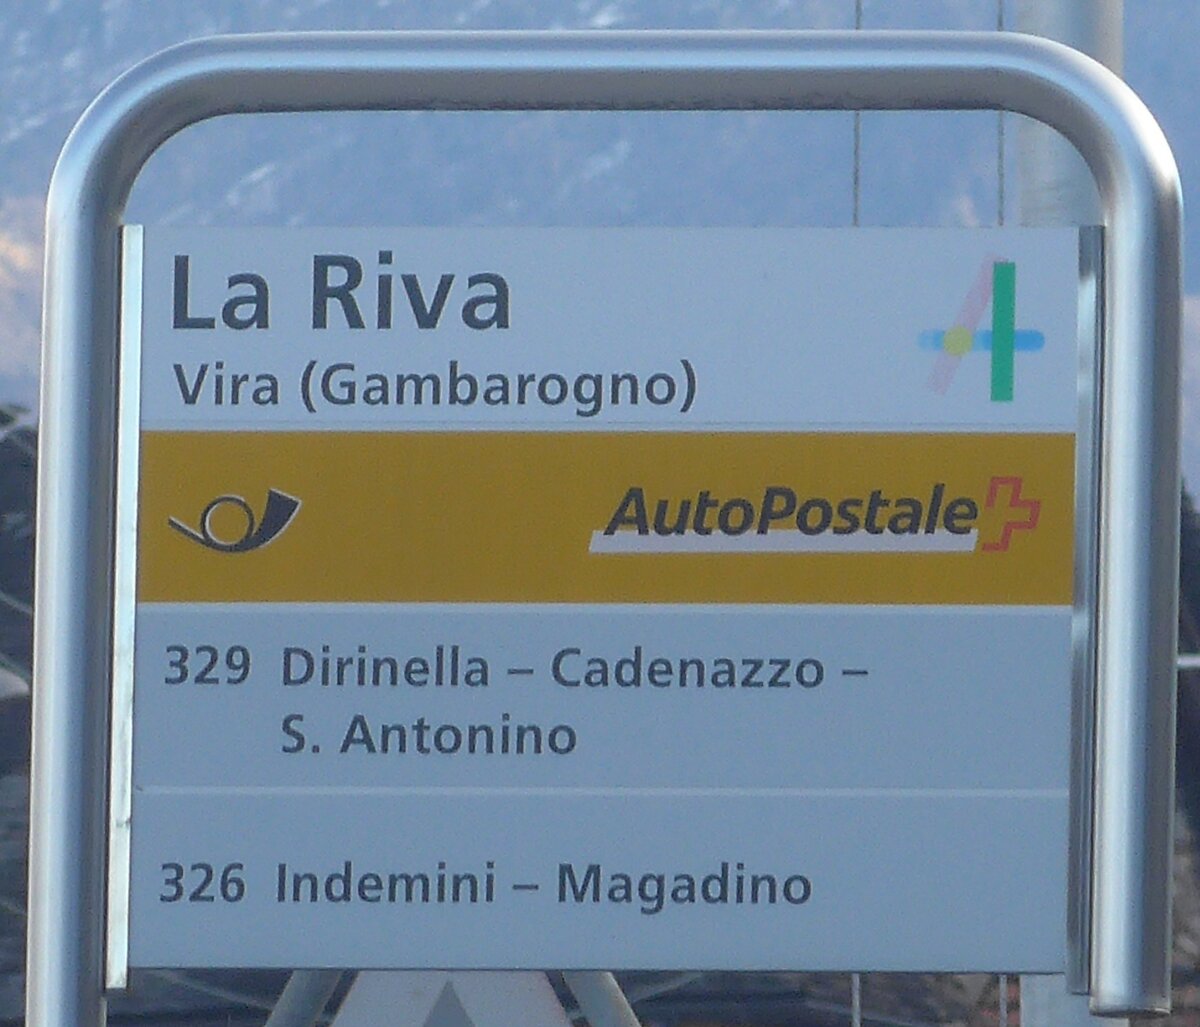 La Riva
Vira (Gambarogno)
AutoPostale
329 Dirinella – Cadenazzo –
S. Antonino
326 Indemini – Magadino